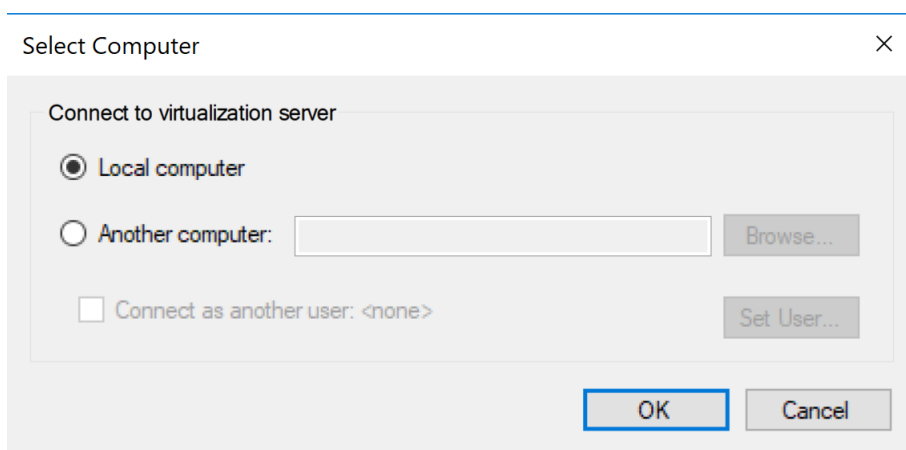 Select Computer
Connect to virtualization server
Local computer
Another computer:
Browse...
Connect as another user: <none>
Set User...
OK
Cancel